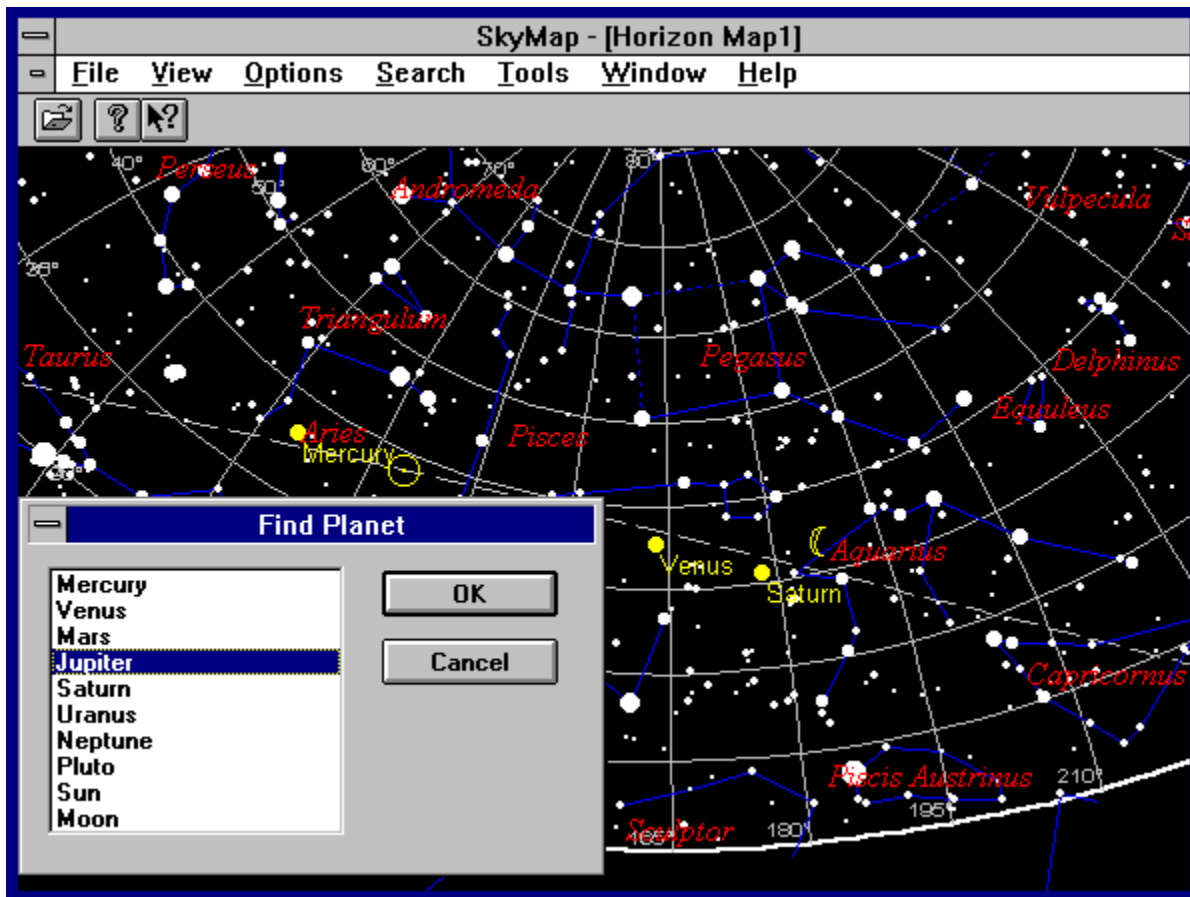 SkyMap - [Horizon Map1]
File View Options Search Tools Window Help
40°
Perseus
50°
60°
Andromeda
70°
80°
Vulpecula
Triangulum
Taurus
Pegasus
Delphinus
Equuleus
Aries
Mercury
Pisces
Aquarius
Venus
Saturn
Capricornus
Piscis Austrinus
210°
195°
180°
165°
Sculptor
Find Planet
Mercury
Venus
Mars
Jupiter
Saturn
Uranus
Neptune
Pluto
Sun
Moon
OK
Cancel